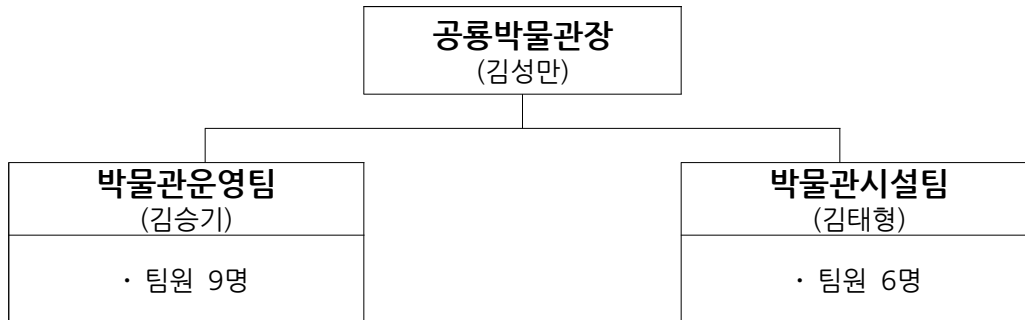 공룡박물관장
(김성만)
박물관운영팀
(김승기)
· 팀원 9명
박물관시설팀
(김태형)
· 팀원 6명